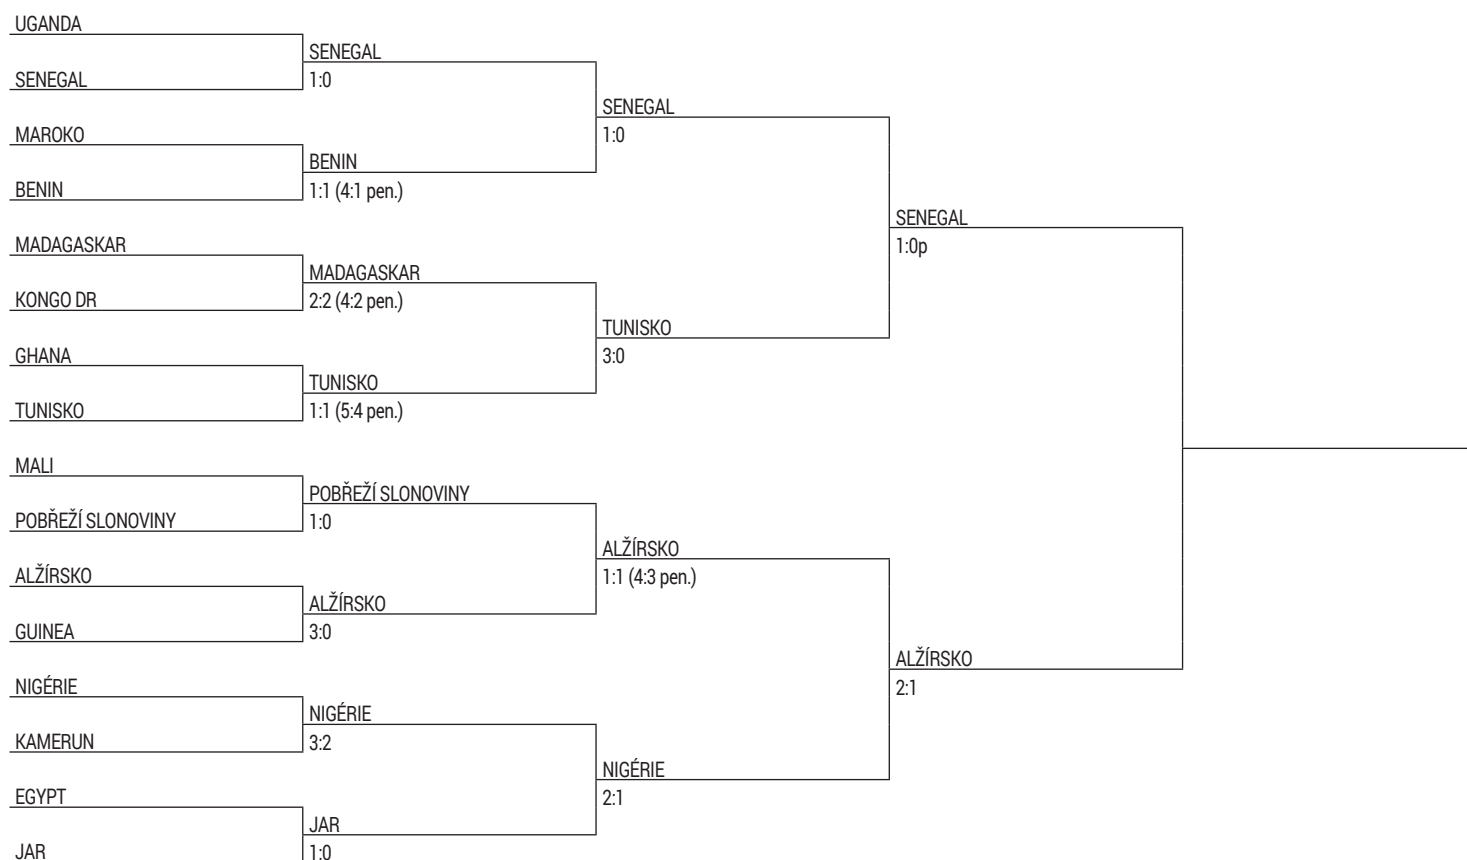 UGANDA
SENEGAL
SENEGAL
1:0
MAROKO
BENIN
BENIN
1:1 (4:1 pen.)
SENEGAL
1:0
MADAGASKAR
KONGO DR
MADAGASKAR
2:2 (4:2 pen.)
GHANA
TUNISKO
TUNISKO
1:1 (5:4 pen.)
TUNISKO
3:0
SENEGAL
1:0p
MALI
POBŘEŽÍ SLONOVINY
POBŘEŽÍ SLONOVINY
1:0
ALŽÍRSKO
GUINEA
ALŽÍRSKO
3:0
ALŽÍRSKO
1:1 (4:3 pen.)
NIGÉRIE
KAMERUN
NIGÉRIE
3:2
EGYPT
JAR
JAR
1:0
NIGÉRIE
2:1
ALŽÍRSKO
2:1